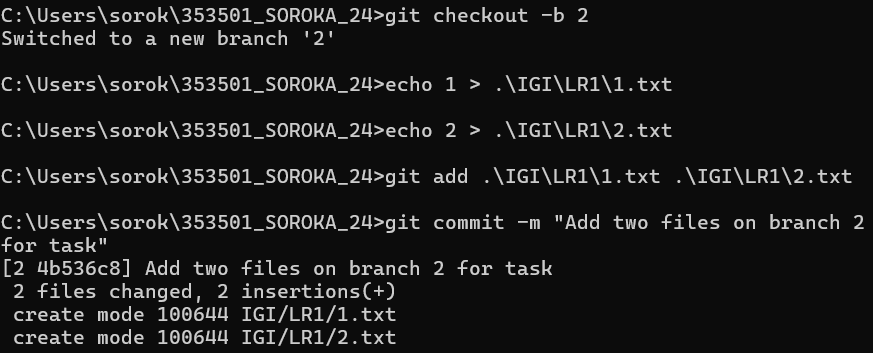 C:\Users\sorok\353501_SOROKA_24>git checkout -b 2
Switched to a new branch '2'
C:\Users\sorok\353501_SOROKA_24>echo 1 > .\IGI\LR1\1.txt
C:\Users\sorok\353501_SOROKA_24>echo 2 > .\IGI\LR1\2.txt
C:\Users\sorok\353501_SOROKA_24>git add .\IGI\LR1\1.txt .\IGI\LR1\2.txt
C:\Users\sorok\353501_SOROKA_24>git commit -m "Add two files on branch 2
for task"
[2 4b536c8] Add two files on branch 2 for task
 2 files changed, 2 insertions(+)
 create mode 100644 IGI/LR1/1.txt
 create mode 100644 IGI/LR1/2.txt